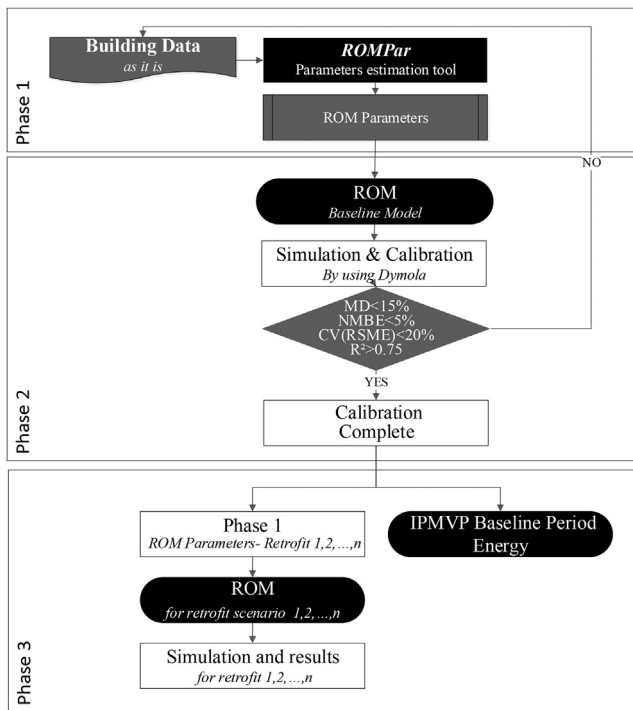 Phase 1
Building Data
as it is
ROMPar
Parameters estimation tool
ROM Parameters
NO
Phase 2
ROM
Baseline Model
Simulation & Calibration
By using Dymola
MD<15%
NMBE<5%
CV(RSME)<20%
R²>0.75
YES
Calibration
Complete
Phase 3
Phase 1
ROM Parameters- Retrofit 1,2,...,n
IPMVP Baseline Period
Energy
ROM
for retrofit scenario 1,2,...,n
Simulation and results
for retrofit 1,2,...,n